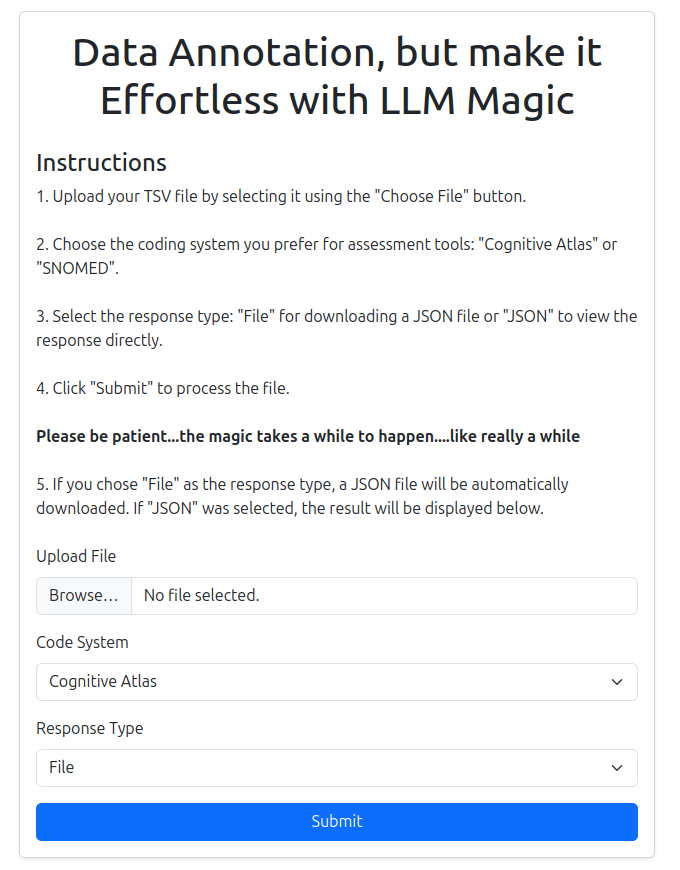 Data Annotation, but make it
Effortless with LLM Magic
Instructions
1. Upload your TSV file by selecting it using the "Choose File" button.
2. Choose the coding system you prefer for assessment tools: "Cognitive Atlas" or
"SNOMED".
3. Select the response type: "File" for downloading a JSON file or "JSON" to view the
response directly.
4. Click "Submit" to process the file.
Please be patient...the magic takes a while to happen....like really a while
5. If you chose "File" as the response type, a JSON file will be automatically
downloaded. If "JSON" was selected, the result will be displayed below.
Upload File
Browse... No file selected.
Code System
Cognitive Atlas
Response Type
File
Submit